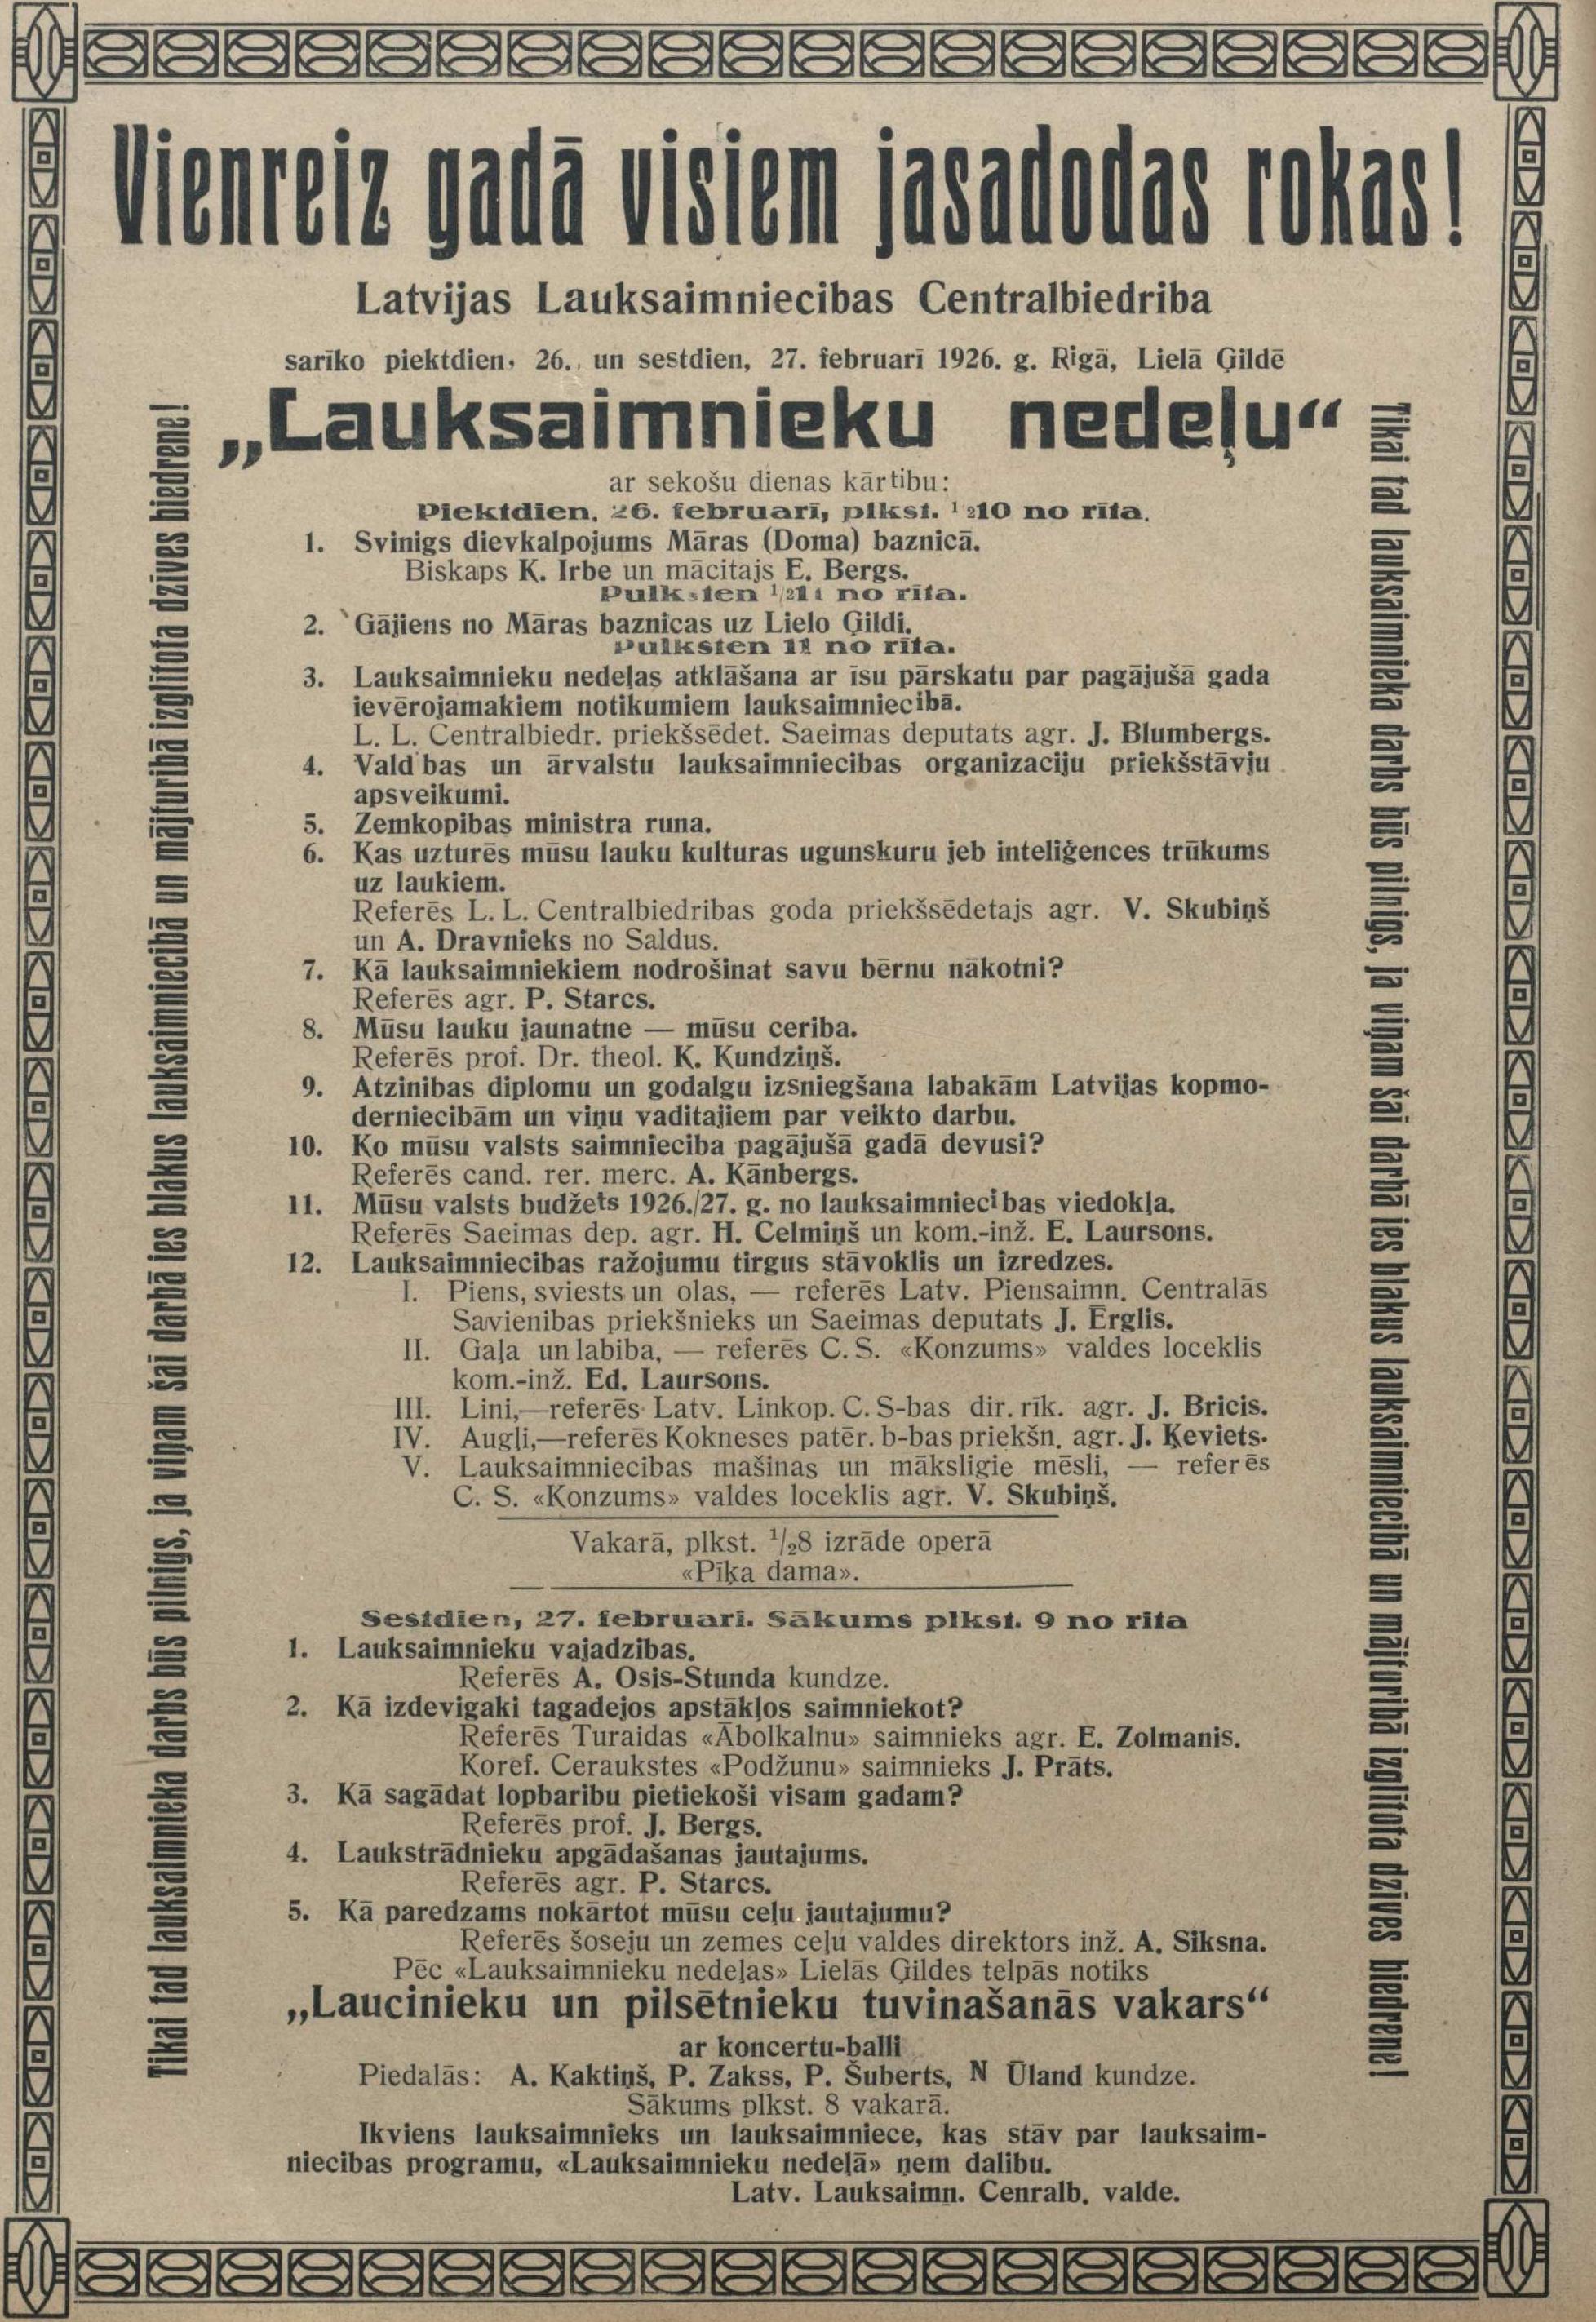 Vienreiz gadā visiem jasadodas rokas!
Latvijas Lauksaimniecibas Centralbiedriba
sarīko piektdien, 26., un sestdien, 27. februarī 1926. g. Rigā, Lielā Ģildē
„Lauksaimnieku nedeļu“
ar sekošu dienas kārtibu:
Piektdien, 26. februarī, plkst. ½10 no rīta.
1. Svinigs dievkalpojums Māras (Doma) baznicā.
Biskaps K. Irbe un mācitajs E. Bergs.
Pulksten ½11 no rīta.
2. Gājiens no Māras baznicas uz Lielo Ģildi.
Pulksten 11 no rīta.
3. Lauksaimnieku nedeļas atklāšana ar īsu pārskatu par pagājušā gada
ievērojamakiem notikumiem lauksaimniecibā.
L. L. Centralbiedr. priekšsēdet. Saeimas deputats agr. J. Blumbergs.
4. Valdbas un ārvalstu lauksaimniecibas organizaciju priekšstāvju
apsveikumi.
5. Zemkopibas ministra runa.
6. Kas uzturēs mūsu lauku kulturas ugunskuru jeb inteliģences trūkums
uz laukiem.
Referēs L. L. Centralbiedribas goda priekšsēdetajs agr. V. Skubiņš
un A. Dravnieks no Saldus.
7. Kā lauksaimniekiem nodrošinat savu bērnu nākotni?
Referēs agr. P. Starcs.
8. Mūsu lauku jaunatne — mūsu ceriba.
Referēs prof. Dr. theol. K. Kundziņš.
9. Atzinibas diplomu un godalgu izsniegšana labakām Latvijas kopmo-
derniecibām un viņu vaditajiem par veikto darbu.
10. Ko mūsu valsts saimnieciba pagājušā gadā devusi?
Referēs cand. rer. merc. A. Kānbergs.
11. Mūsu valsts budžets 1926./27. g. no lauksaimniecibas viedokļa.
Referēs Saeimas dep. agr. H. Celmiņš un kom.-inž. E. Laursons.
12. Lauksaimniecibas ražojumu tirgus stāvoklis un izredzes.
I. Piens, sviests un olas, — referēs Latv. Piensaimn. Centralās
Savienibas priekšnieks un Saeimas deputats J. Ērglis.
II. Gaļa un labiba, — referēs C. S. «Konzums» valdes loceklis
kom.-inž. Ed. Laursons.
III. Lini,—referēs Latv. Linkop. C. S-bas dir. rīk. agr. J. Bricis.
IV. Augļi,—referēs Kokneses patēr. b-bas priekšn. agr. J. Ķeviets.
V. Lauksaimniecibas mašinas un māksligie mēsli, — referēs
C. S. «Konzums» valdes loceklis agr. V. Skubiņš.
Vakarā, plkst. ½8 izrāde operā
«Pīķa dama».
Sestdien, 27. februarī. Sākums plkst. 9 no rīta
1. Lauksaimnieku vajadzibas.
Referēs A. Osis-Stunda kundze.
2. Kā izdevigaki tagadejos apstākļos saimniekot?
Referēs Turaidas «Ābolkalnu» saimnieks agr. E. Zolmanis.
Koref. Ceraukstes «Podžunu» saimnieks J. Prāts.
3. Kā sagādat lopbaribu pietiekoši visam gadam?
Referēs prof. J. Bergs.
4. Laukstrādnieku apgādašanas jautajums.
Referēs agr. P. Starcs.
5. Kā paredzams nokārtot mūsu ceļu jautajumu?
Referēs šoseju un zemes ceļu valdes direktors inž. A. Siksna.
Pēc «Lauksaimnieku nedeļas» Lielās Ģildes telpās notiks
„Laucinieku un pilsētnieku tuvinašanās vakars“
ar koncertu-balli
Piedalās: A. Kaktiņš, P. Zakss, P. Šuberts, N Ūland kundze.
Sākums plkst. 8 vakarā.
Ikviens lauksaimnieks un lauksaimniece, kas stāv par lauksaim-
niecibas programu, «Lauksaimnieku nedeļā» ņem dalibu.
Latv. Lauksaimn. Cenralb. valde.
Tikai tad lauksaimnieka darbs būs pilnigs, ja viņam šai darbā ies blakus lauksaimniecibā un mājturibā izglitota dzives biedrene!
Tikai tad lauksaimnieka darbs būs pilnigs, ja viņam šai darbā ies blakus lauksaimniecibā un mājturibā izglitota dzives biedrene!